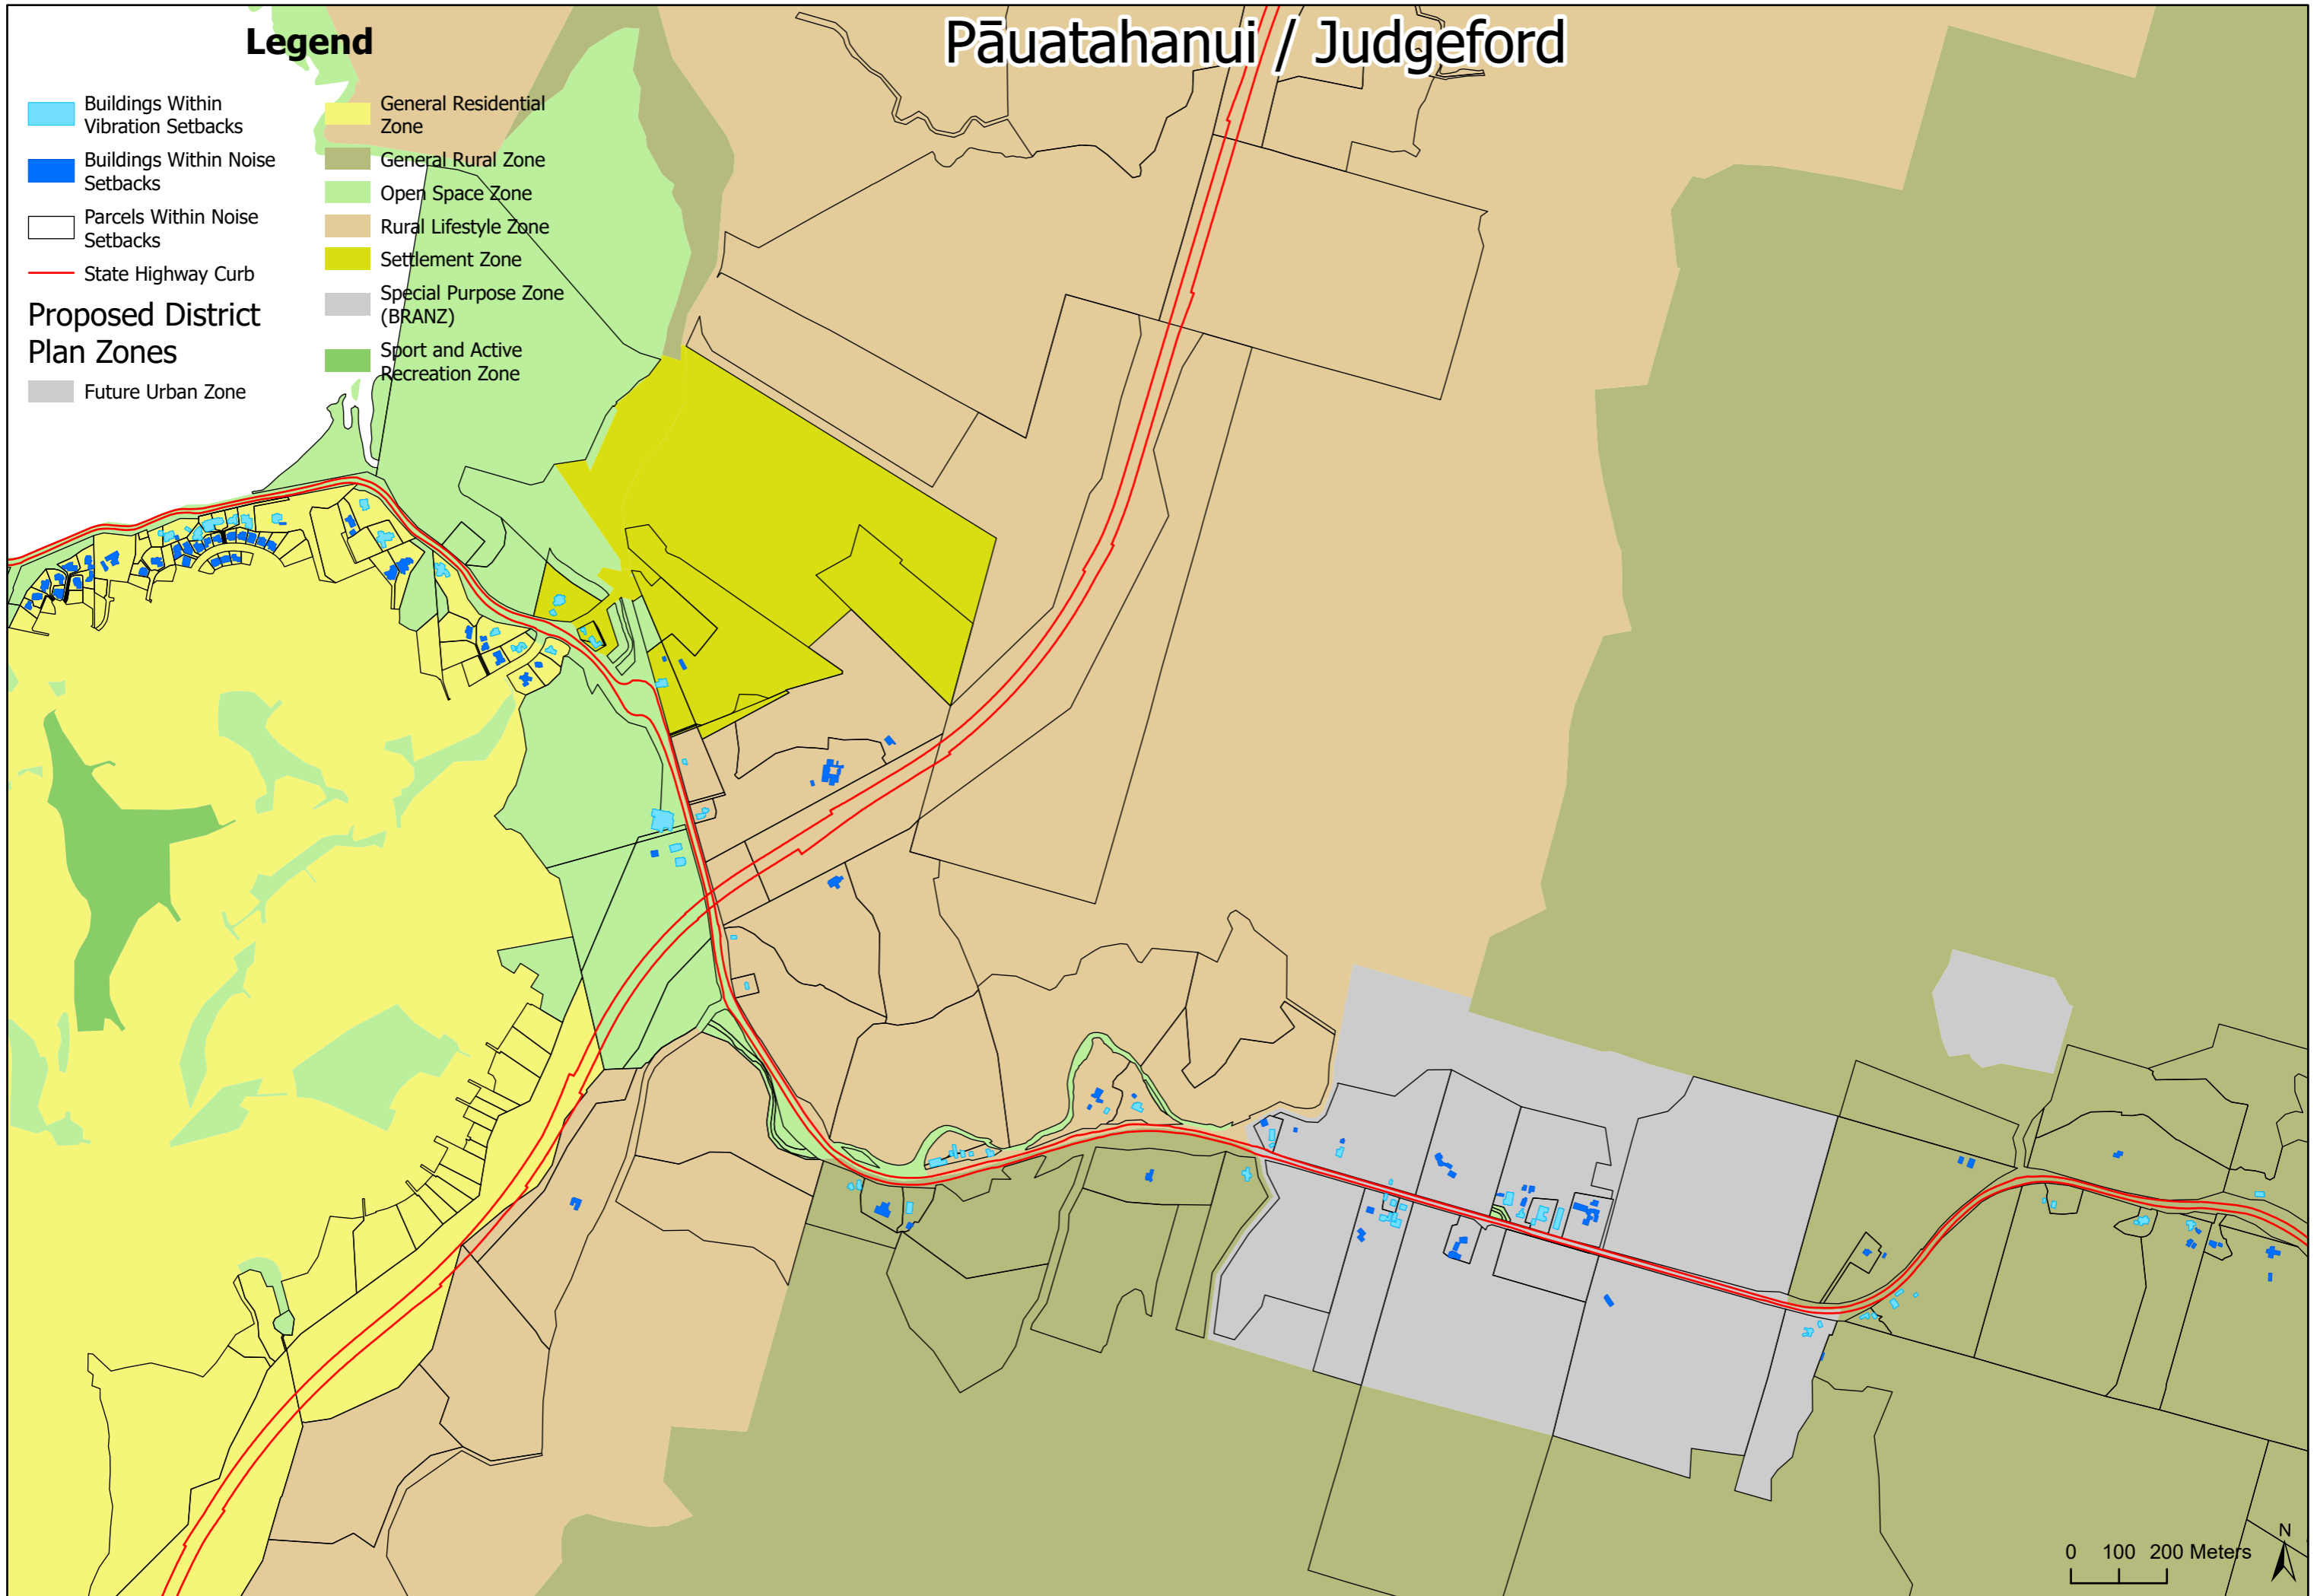 Pāuatahanui / Judgeford
Legend
Buildings Within
Vibration Setbacks
Buildings Within Noise
Setbacks
Parcels Within Noise
Setbacks
State Highway Curb
Proposed District
Plan Zones
Future Urban Zone
General Residential
Zone
General Rural Zone
Open Space Zone
Rural Lifestyle Zone
Settlement Zone
Special Purpose Zone
(BRANZ)
Sport and Active
Recreation Zone
N
0 100 200 Meters